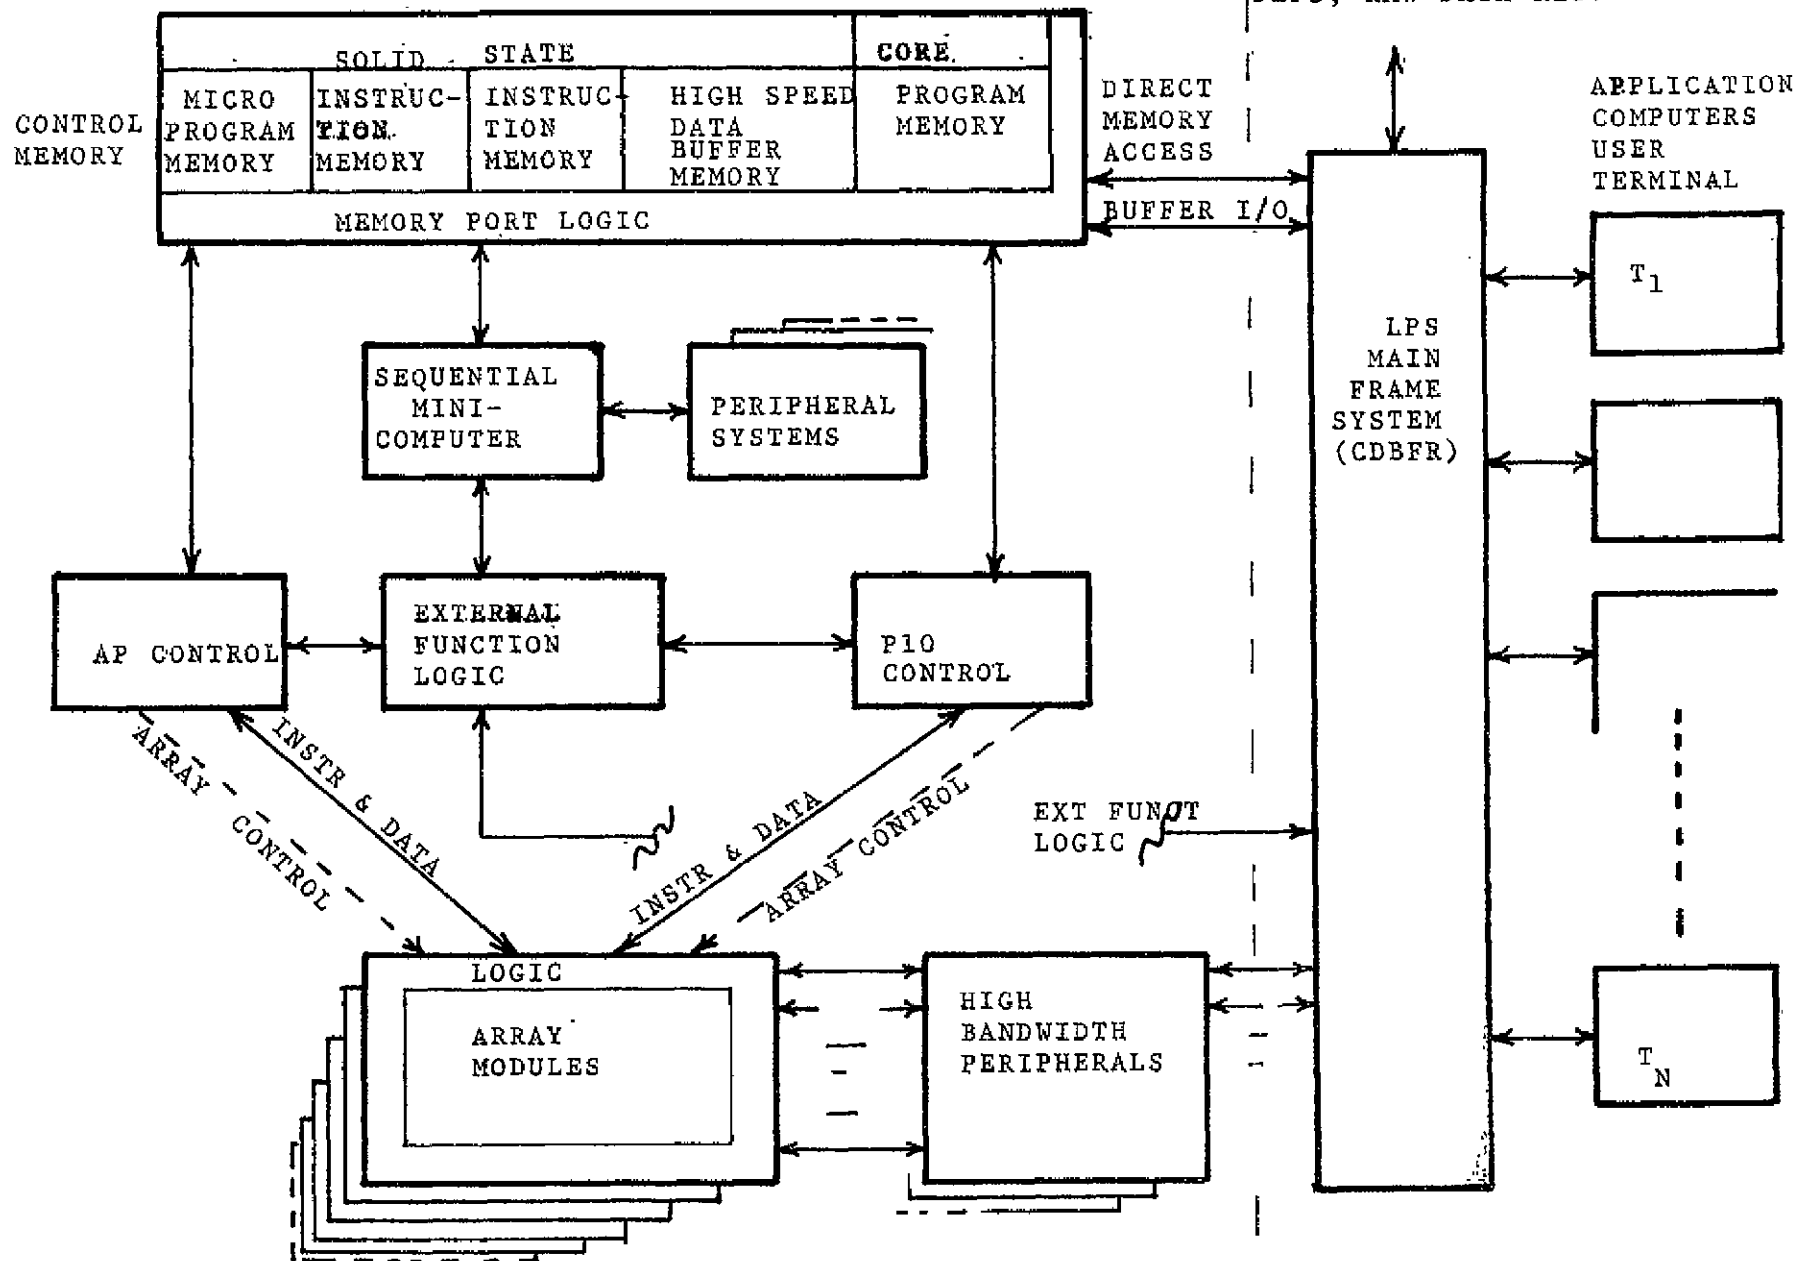 SOLID STATE
CORE
CONTROL
MEMORY
MICRO
PROGRAM
MEMORY
INSTRUC-
TION
MEMORY
INSTRUC-
TION
MEMORY
HIGH SPEED
DATA
BUFFER
MEMORY
PROGRAM
MEMORY
MEMORY PORT LOGIC
DIRECT
MEMORY
ACCESS
BUFFER I/O
APPLICATION
COMPUTERS
USER
TERMINAL
T1
LPS
MAIN
FRAME
SYSTEM
(CDBFR)
SEQUENTIAL
MINI-
COMPUTER
PERIPHERAL
SYSTEMS
AP CONTROL
EXTERNAL
FUNCTION
LOGIC
P10
CONTROL
INSTR & DATA
ARRAY CONTROL
INSTR & DATA
ARRAY CONTROL
EXT FUNCT
LOGIC
LOGIC
ARRAY
MODULES
HIGH
BANDWIDTH
PERIPHERALS
TN